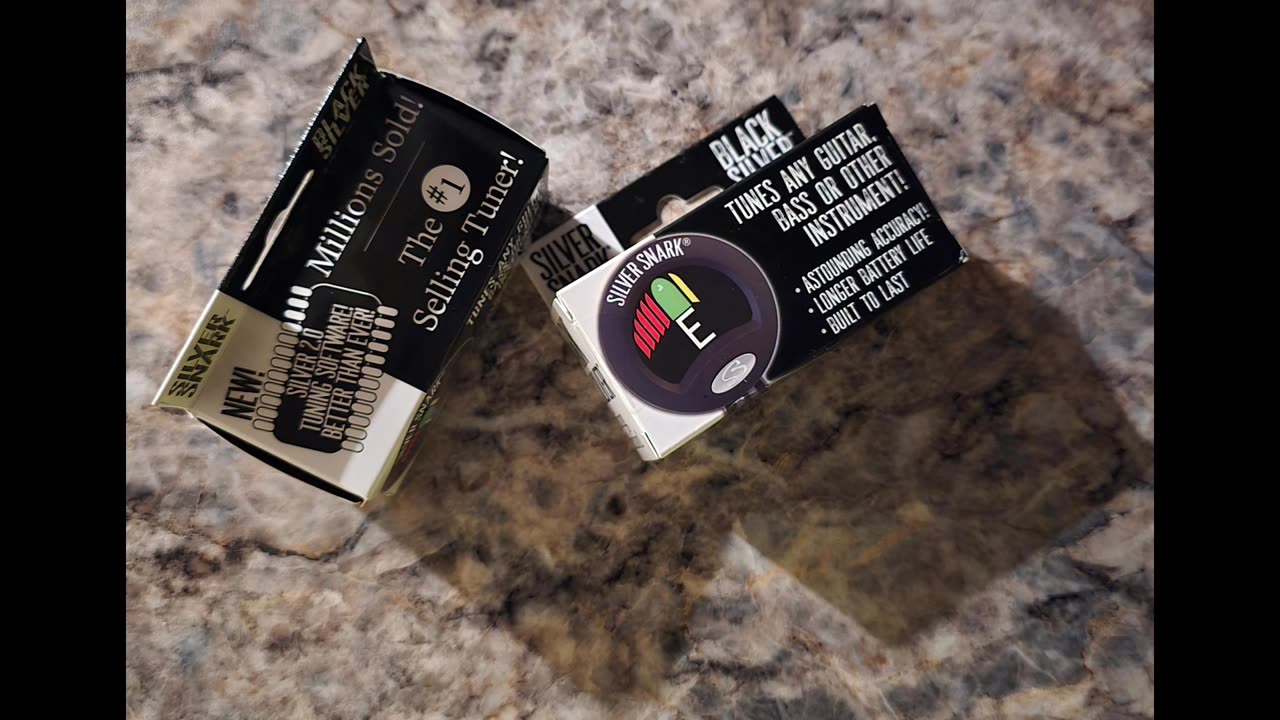 BLACK
SILVER
Millions Sold!
The #1
Selling Tuner!
SILVER
SNARK
NEW!
SILVER 2.0
TUNING SOFTWARE!
BETTER THAN EVER!
BLACK
SILVER
SILVER
SNARK
TUNES ANY GUITAR,
BASS OR OTHER
INSTRUMENT!
• ASTOUNDING ACCURACY!
• LONGER BATTERY LIFE
• BUILT TO LAST
SILVER SNARK®
E
S